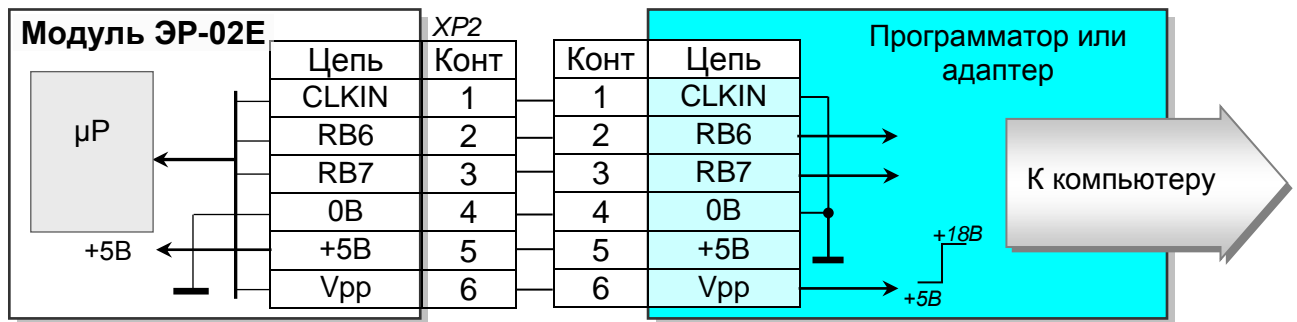 Модуль ЭР-02Е
XP2
Программатор или
адаптер
Цепь Конт Конт Цепь
CLKIN 1 1 CLKIN
RB6 2 2 RB6
RB7 3 3 RB7
0В 4 4 0В
+5В 5 5 +5В
Vpp 6 6 Vpp
µP
+5В
+18В
+5В
К компьютеру